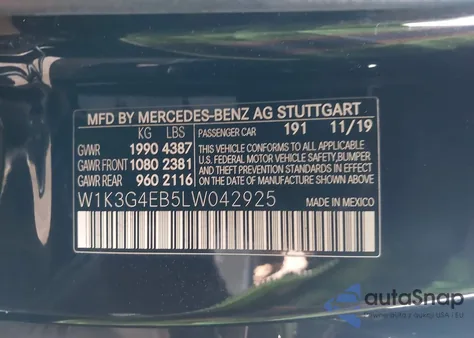 MFD BY MERCEDES-BENZ AG STUTTGART
KG LBS
GVWR 1990 4387
GAWR FRONT 1080 2381
GAWR REAR 960 2116
PASSENGER CAR 191 11/19
THIS VEHICLE CONFORMS TO ALL APPLICABLE
U.S. FEDERAL MOTOR VEHICLE SAFETY, BUMPER
AND THEFT PREVENTION STANDARDS IN EFFECT
ON THE DATE OF MANUFACTURE SHOWN ABOVE.
W1K3G4EB5LW042925
MADE IN MEXICO
autoSnap